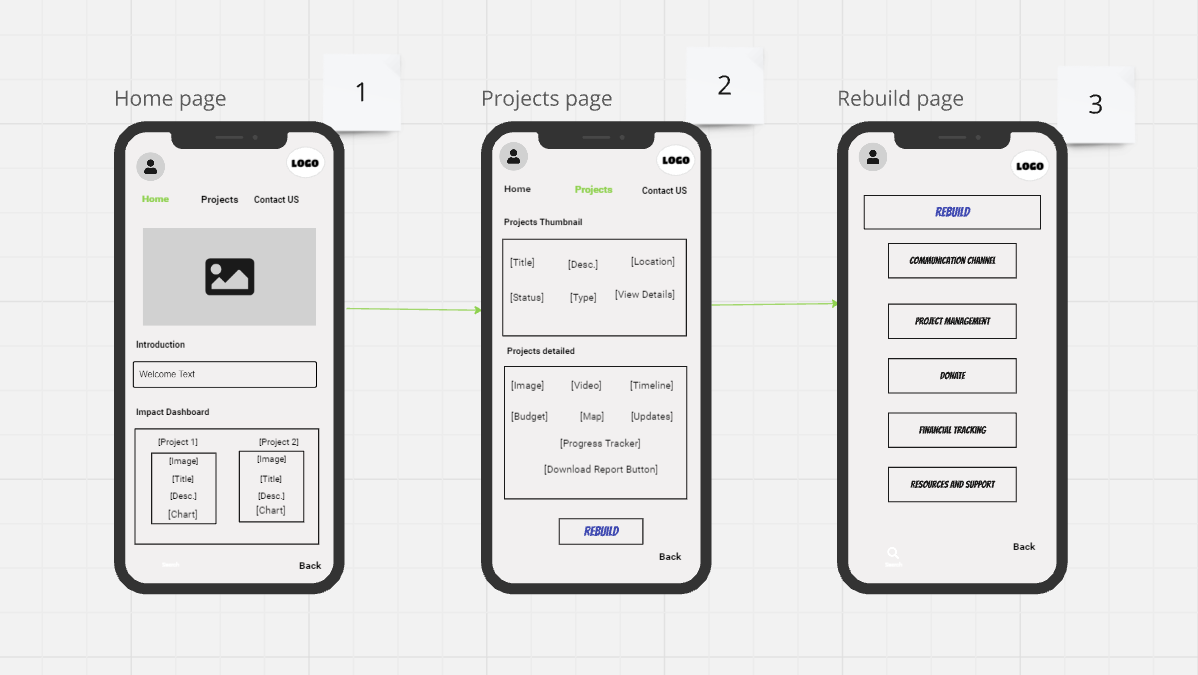 Home page
1
LOGO
Home Projects Contact US
Introduction
Welcome Text
Impact Dashboard
[Project 1] [Project 2]
[Image] [Image]
[Title] [Title]
[Desc.] [Desc.]
[Chart] [Chart]
Back
Projects page
2
LOGO
Home Projects Contact US
Projects Thumbnail
[Title] [Desc.] [Location]
[Status] [Type] [View Details]
Projects detailed
[Image] [Video] [Timeline]
[Budget] [Map] [Updates]
[Progress Tracker]
[Download Report Button]
REBUILD
Back
Rebuild page
3
LOGO
REBUILD
COMMUNICATION CHANNEL
PROJECT MANAGEMENT
DONATE
FINANCIAL TRACKING
RESOURCES AND SUPPORT
Back